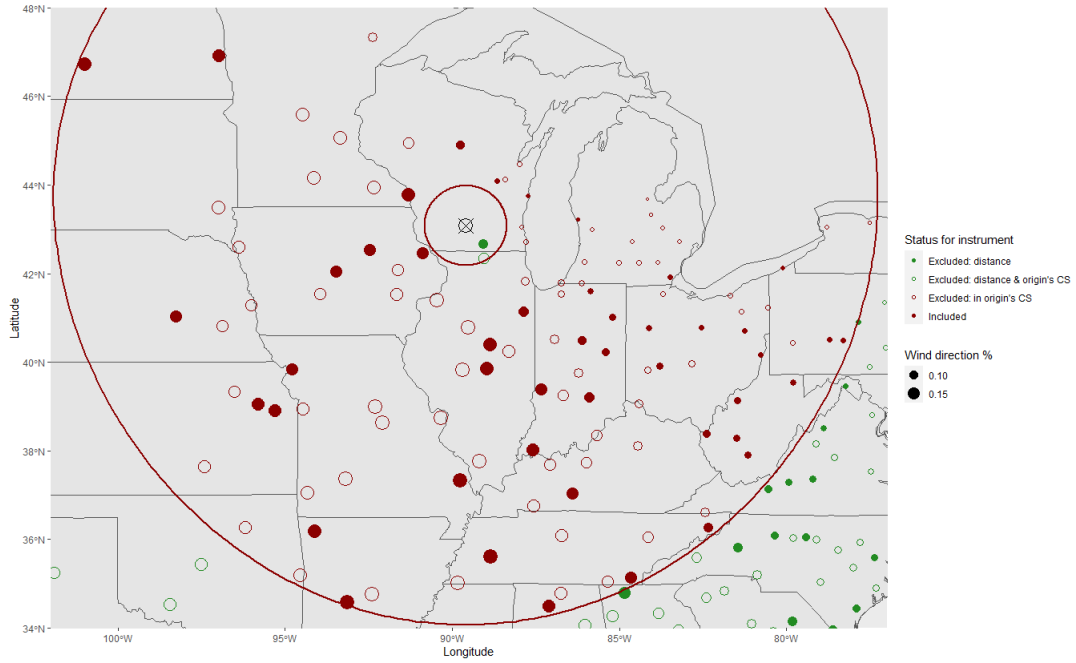 48°N
46°N
44°N
42°N
40°N
38°N
36°N
34°N
Latitude
100°W
95°W
90°W
85°W
80°W
Longitude
Status for instrument
Excluded: distance
Excluded: distance & origin's CS
Excluded: in origin's CS
Included
Wind direction %
0.10
0.15